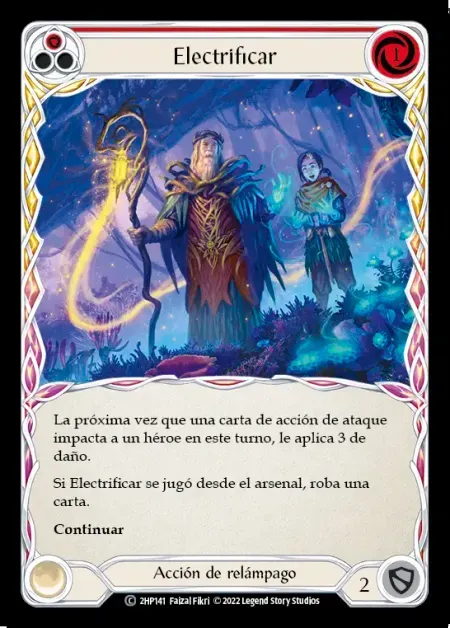 Electrificar
1
La próxima vez que una carta de acción de ataque
impacta a un héroe en este turno, le aplica 3 de
daño.
Si Electrificar se jugó desde el arsenal, roba una
carta.
Continuar
Acción de relámpago
2
C 2HP141 Faizal Fikri © 2022 Legend Story Studios